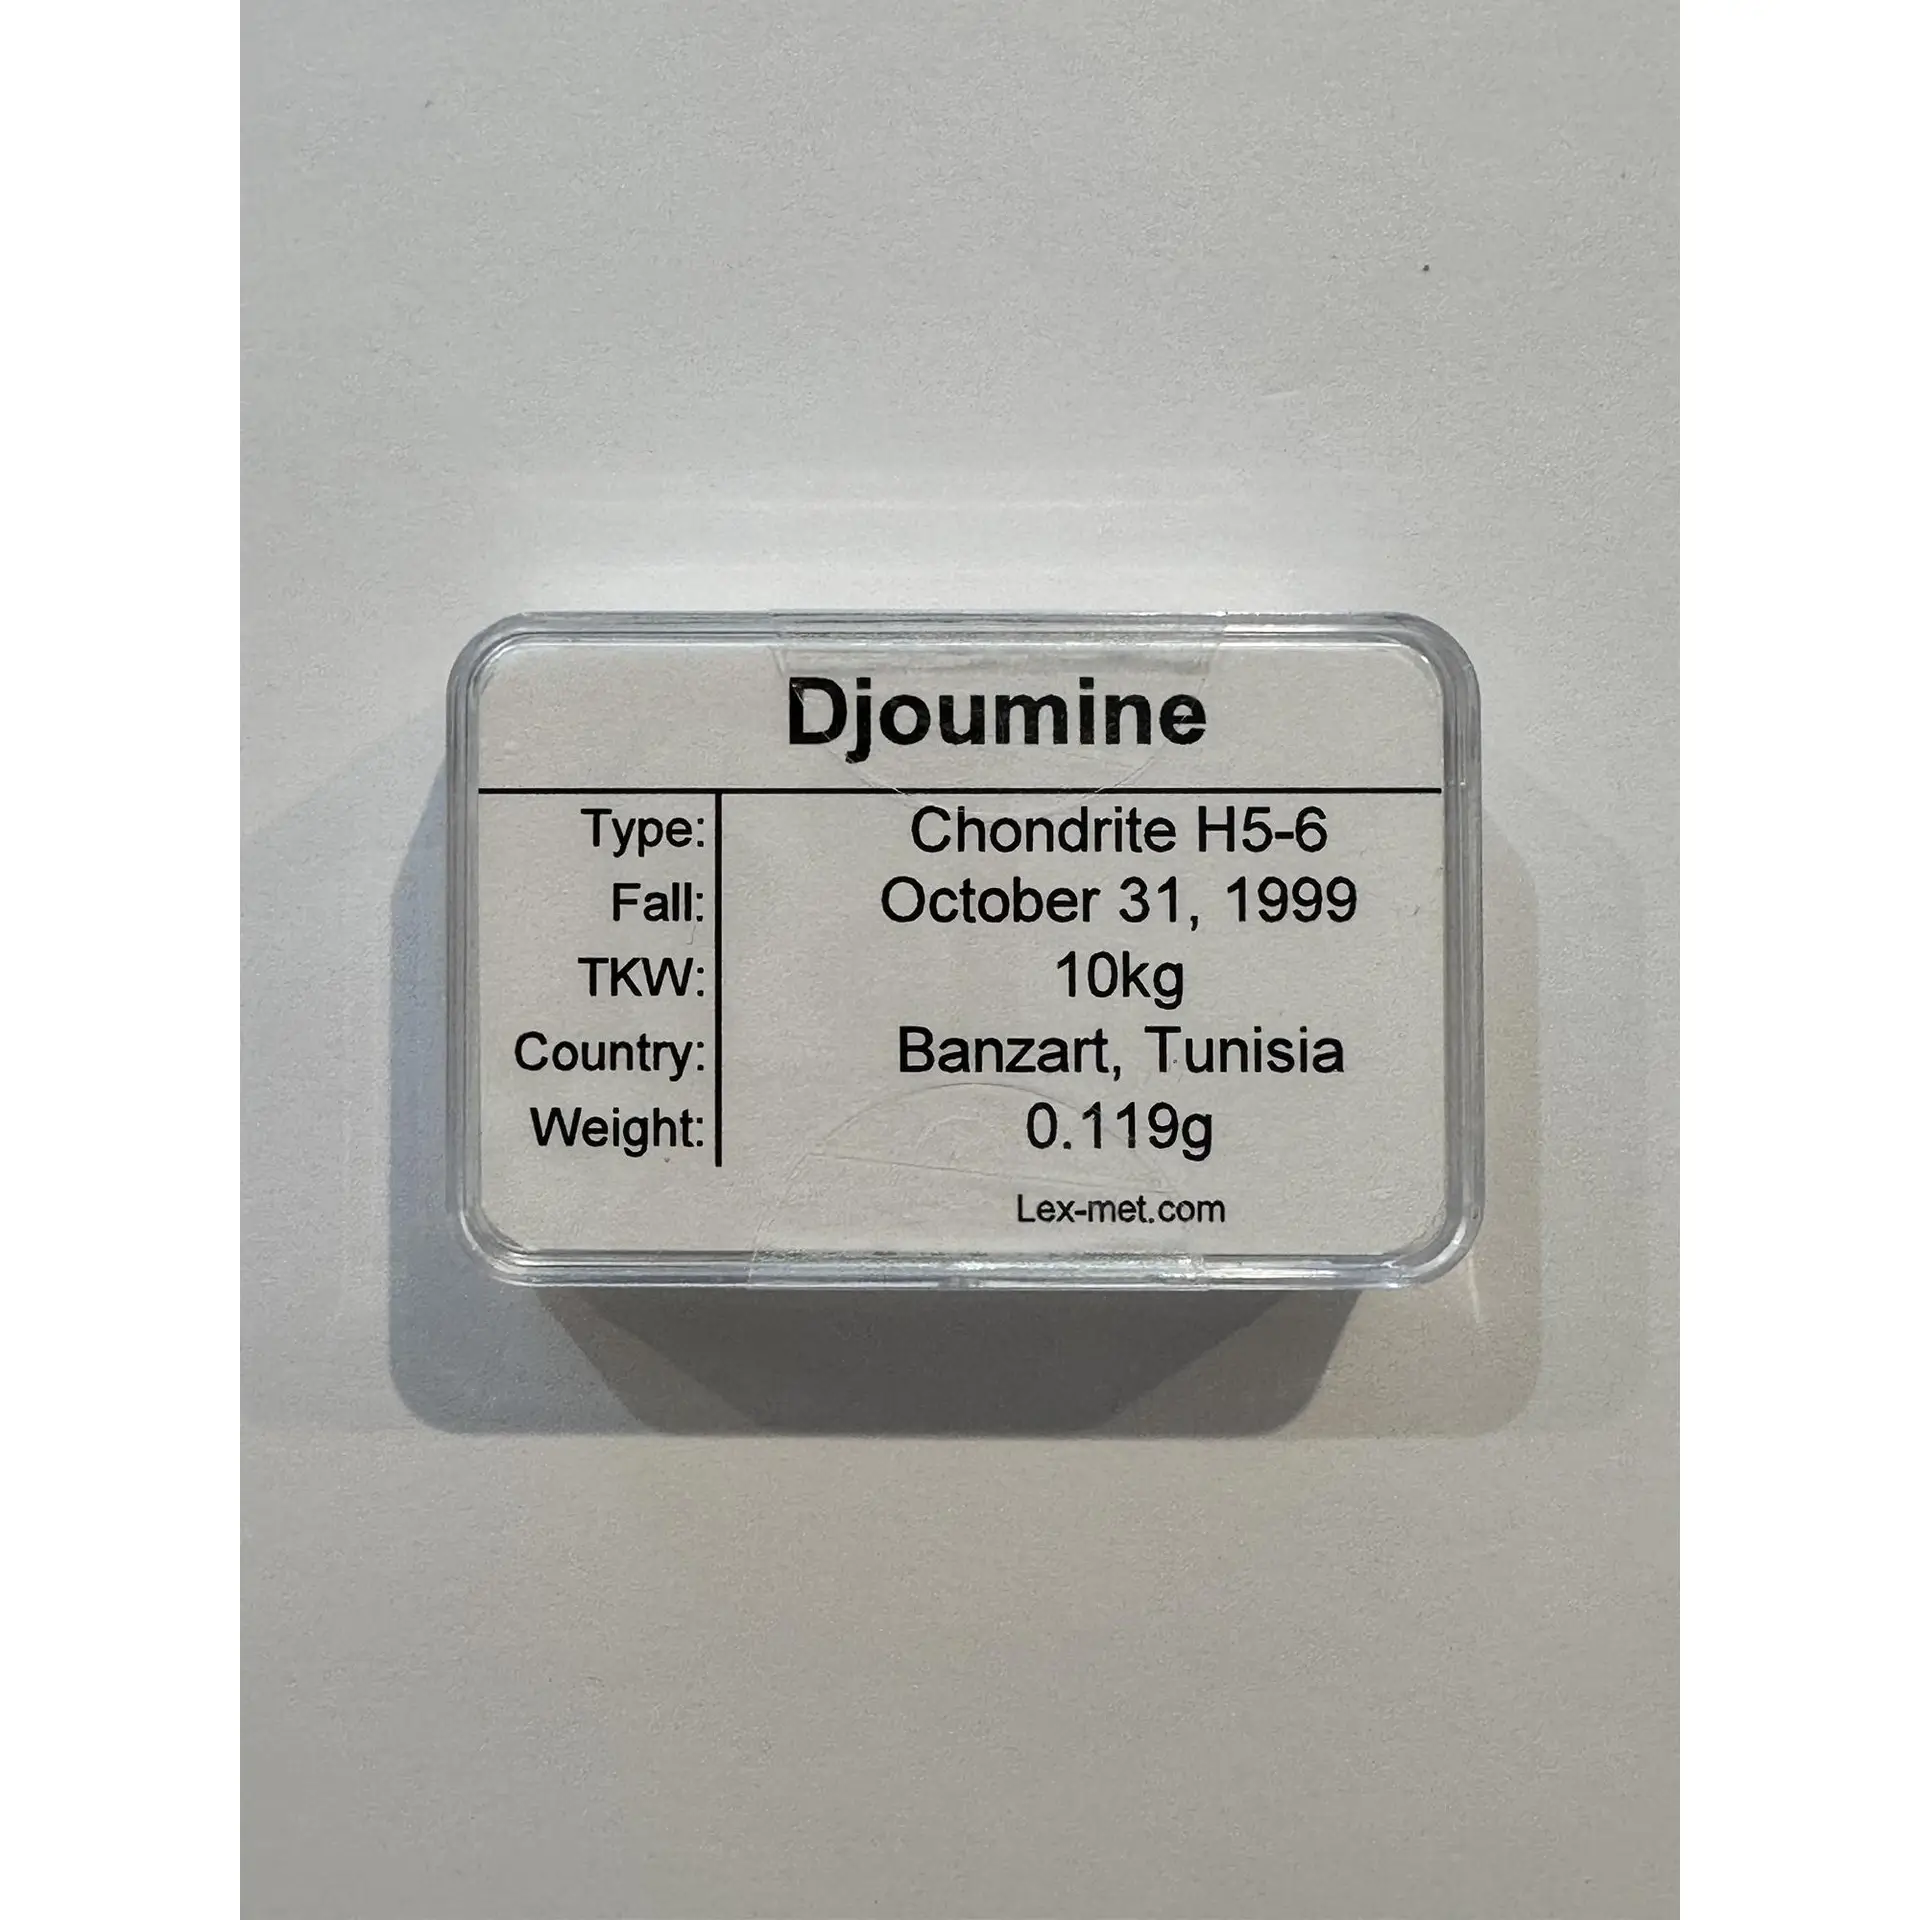 Djoumine
Type: Chondrite H5-6
Fall: October 31, 1999
TKW: 10kg
Country: Banzart, Tunisia
Weight: 0.119g
Lex-met.com